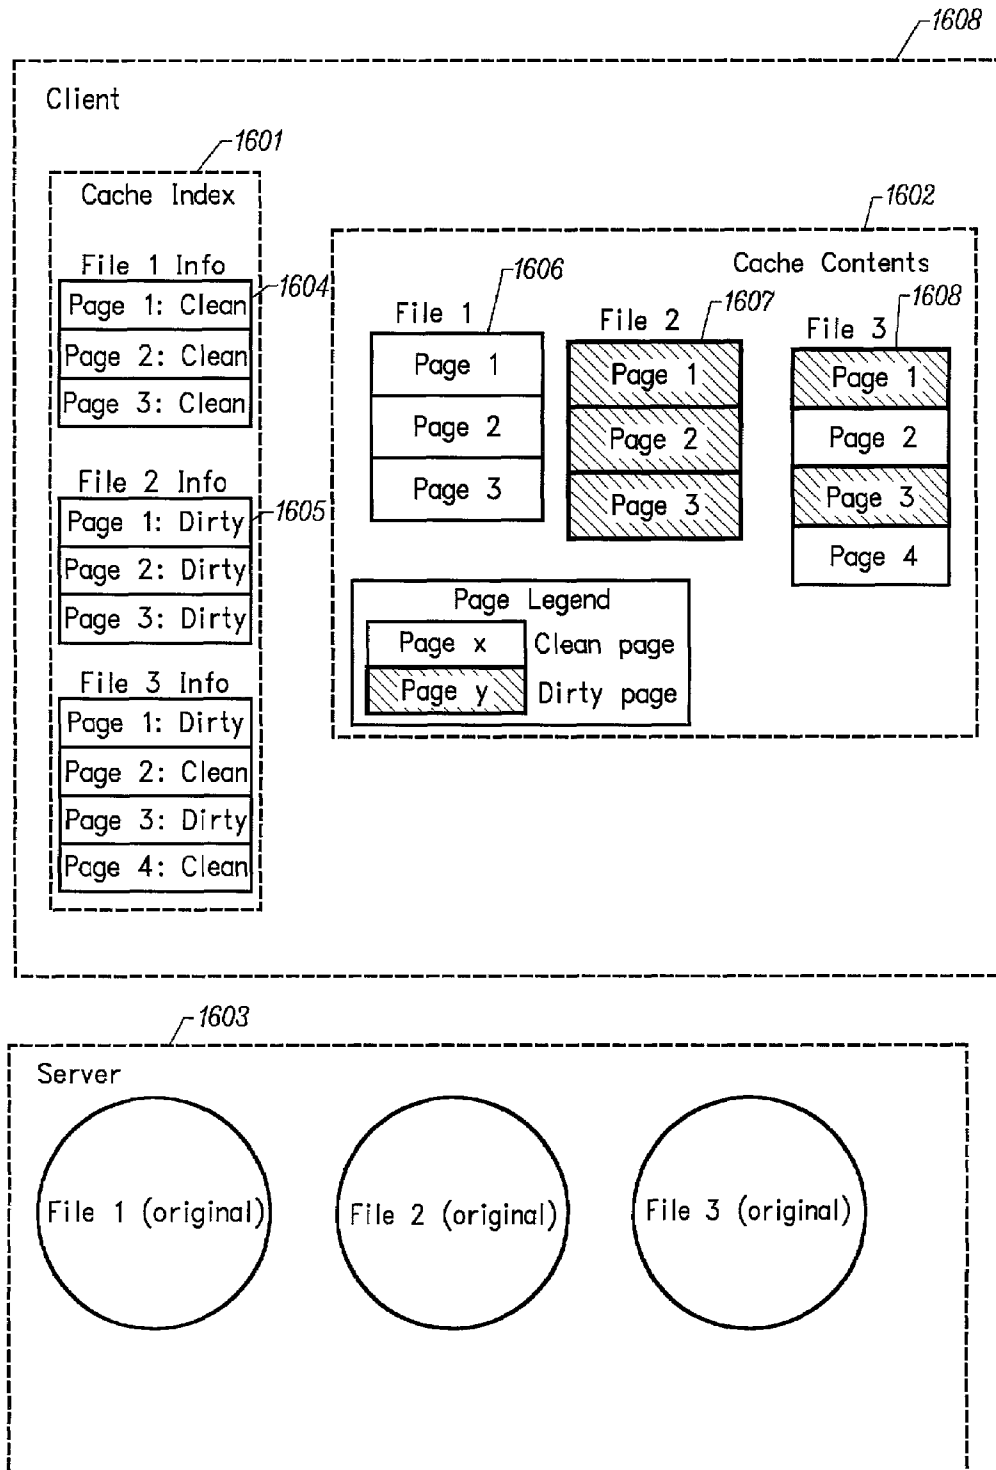 1608
Client
1601
Cache Index
1602
Cache Contents
File 1 Info
1604
Page 1: Clean
Page 2: Clean
Page 3: Clean
File 1
1606
Page 1
Page 2
Page 3
File 2
1607
Page 1
Page 2
Page 3
File 3
1608
Page 1
Page 2
Page 3
Page 4
File 2 Info
1605
Page 1: Dirty
Page 2: Dirty
Page 3: Dirty
Page Legend
Page x Clean page
Page y Dirty page
File 3 Info
Page 1: Dirty
Page 2: Clean
Page 3: Dirty
Page 4: Clean
1603
Server
File 1 (original)
File 2 (original)
File 3 (original)